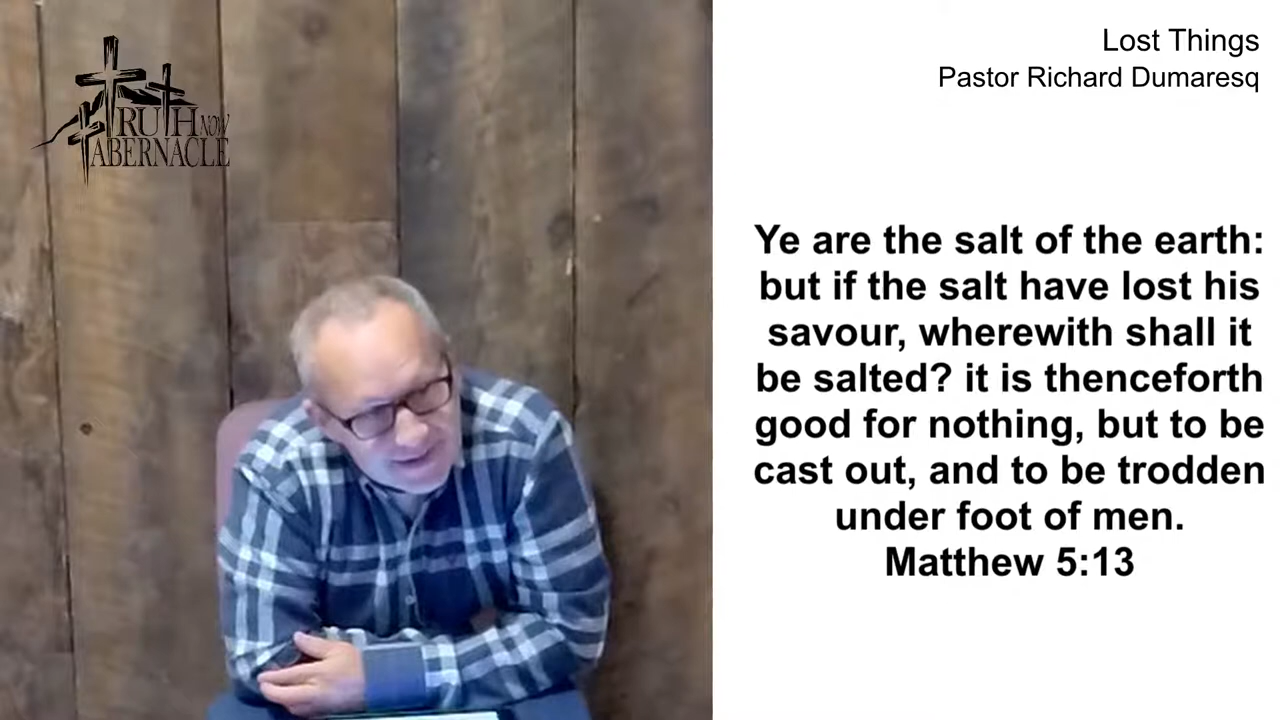 TRUTH NOW
TABERNACLE
Lost Things
Pastor Richard Dumaresq
Ye are the salt of the earth:
but if the salt have lost his
savour, wherewith shall it
be salted? it is thenceforth
good for nothing, but to be
cast out, and to be trodden
under foot of men.
Matthew 5:13